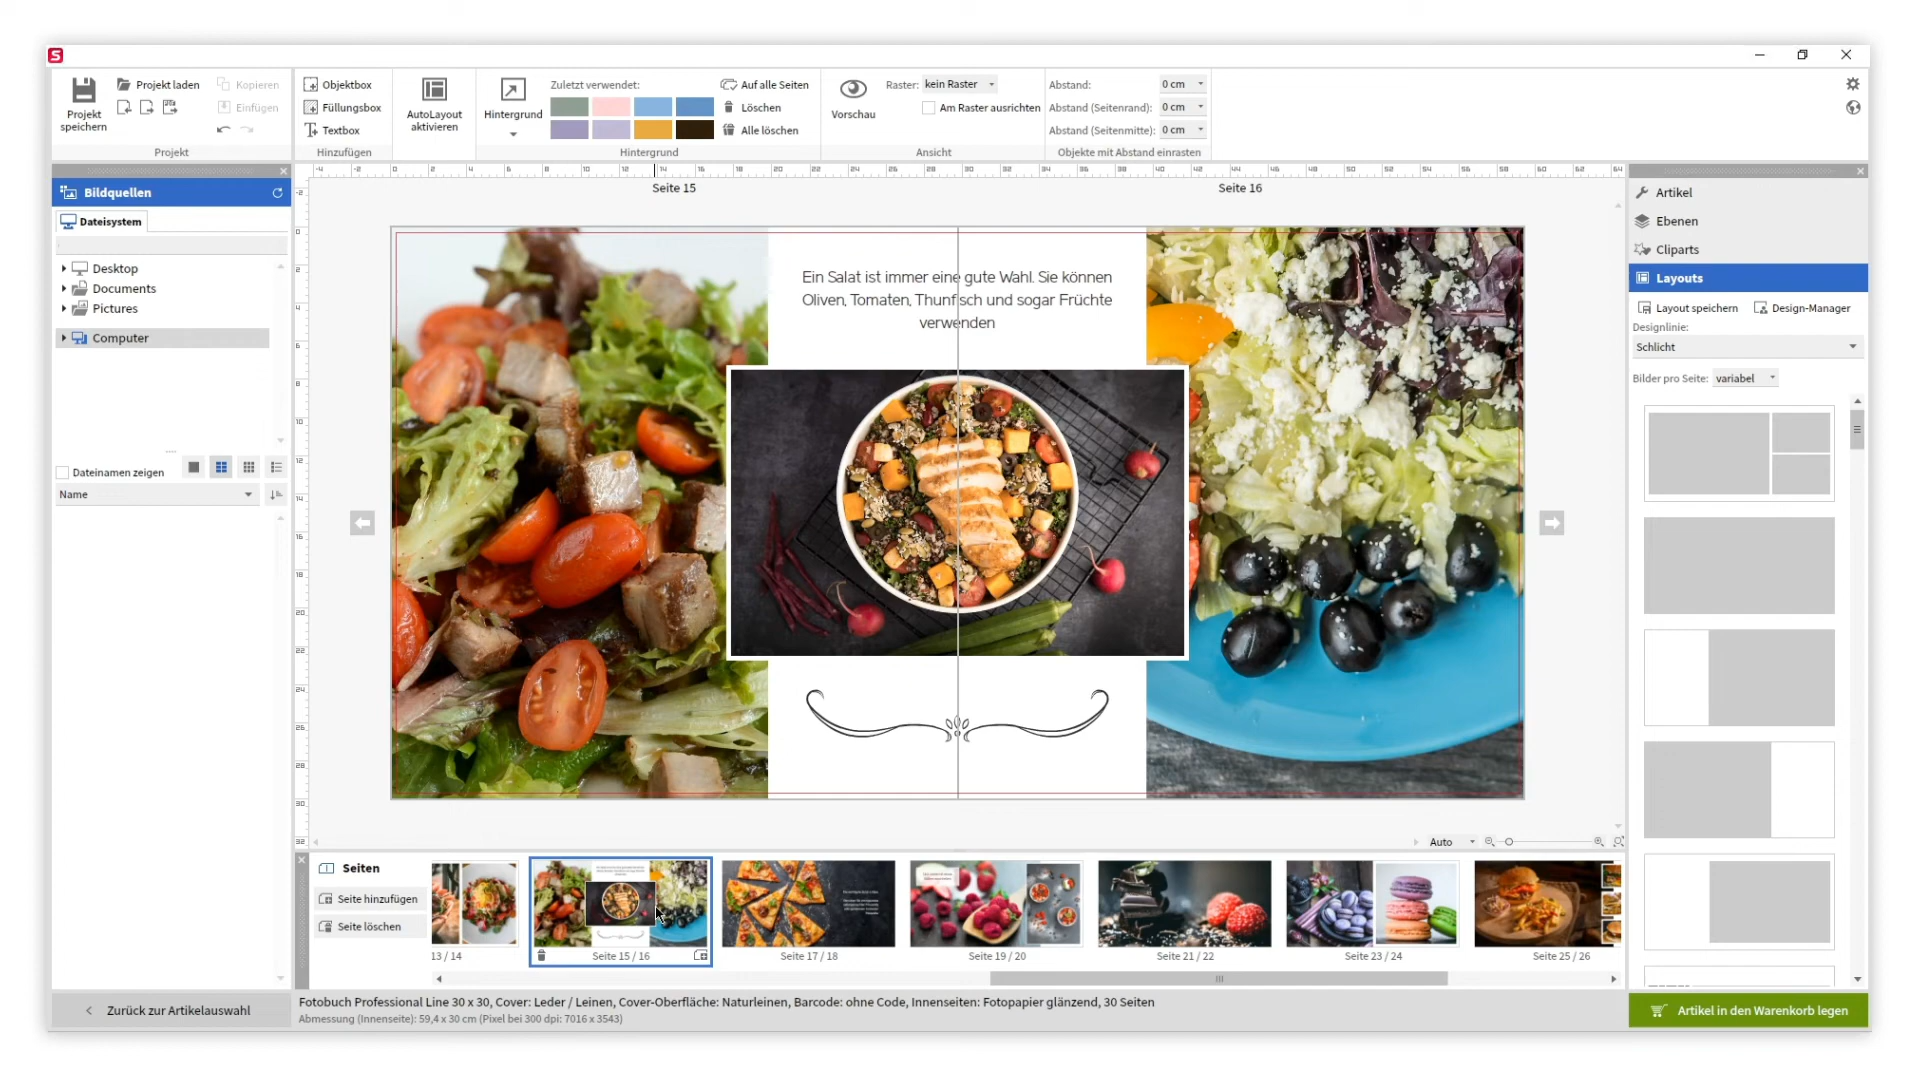 S
Projekt speichern
Projekt laden
Kopieren
Einfügen
Projekt
Objektbox
Füllungsbox
Textbox
Hinzufügen
AutoLayout aktivieren
Hintergrund
Zuletzt verwendet:
Auf alle Seiten
Löschen
Alle löschen
Hintergrund
Vorschau
Raster: kein Raster
Am Raster ausrichten
Ansicht
Abstand: 0 cm
Abstand (Seitenrand): 0 cm
Abstand (Seitenmitte): 0 cm
Objekte mit Abstand einrasten
Bildquellen
Dateisystem
Desktop
Documents
Pictures
Computer
Dateinamen zeigen
Name
Seite 15
Seite 16
Ein Salat ist immer eine gute Wahl. Sie können
Oliven, Tomaten, Thunfisch und sogar Früchte
verwenden
Auto
Artikel
Ebenen
Cliparts
Layouts
Layout speichern
Design-Manager
Designlinie:
Schlicht
Bilder pro Seite: variabel
Seiten
Seite hinzufügen
Seite löschen
13 / 14
Seite 15 / 16
Seite 17 / 18
Seite 19 / 20
Seite 21 / 22
Seite 23 / 24
Seite 25 / 26
Zurück zur Artikelauswahl
Fotobuch Professional Line 30 x 30, Cover: Leder / Leinen, Cover-Oberfläche: Naturleinen, Barcode: ohne Code, Innenseiten: Fotopapier glänzend, 30 Seiten
Abmessung (Innenseite): 59,4 x 30 cm (Pixel bei 300 dpi: 7016 x 3543)
Artikel in den Warenkorb legen